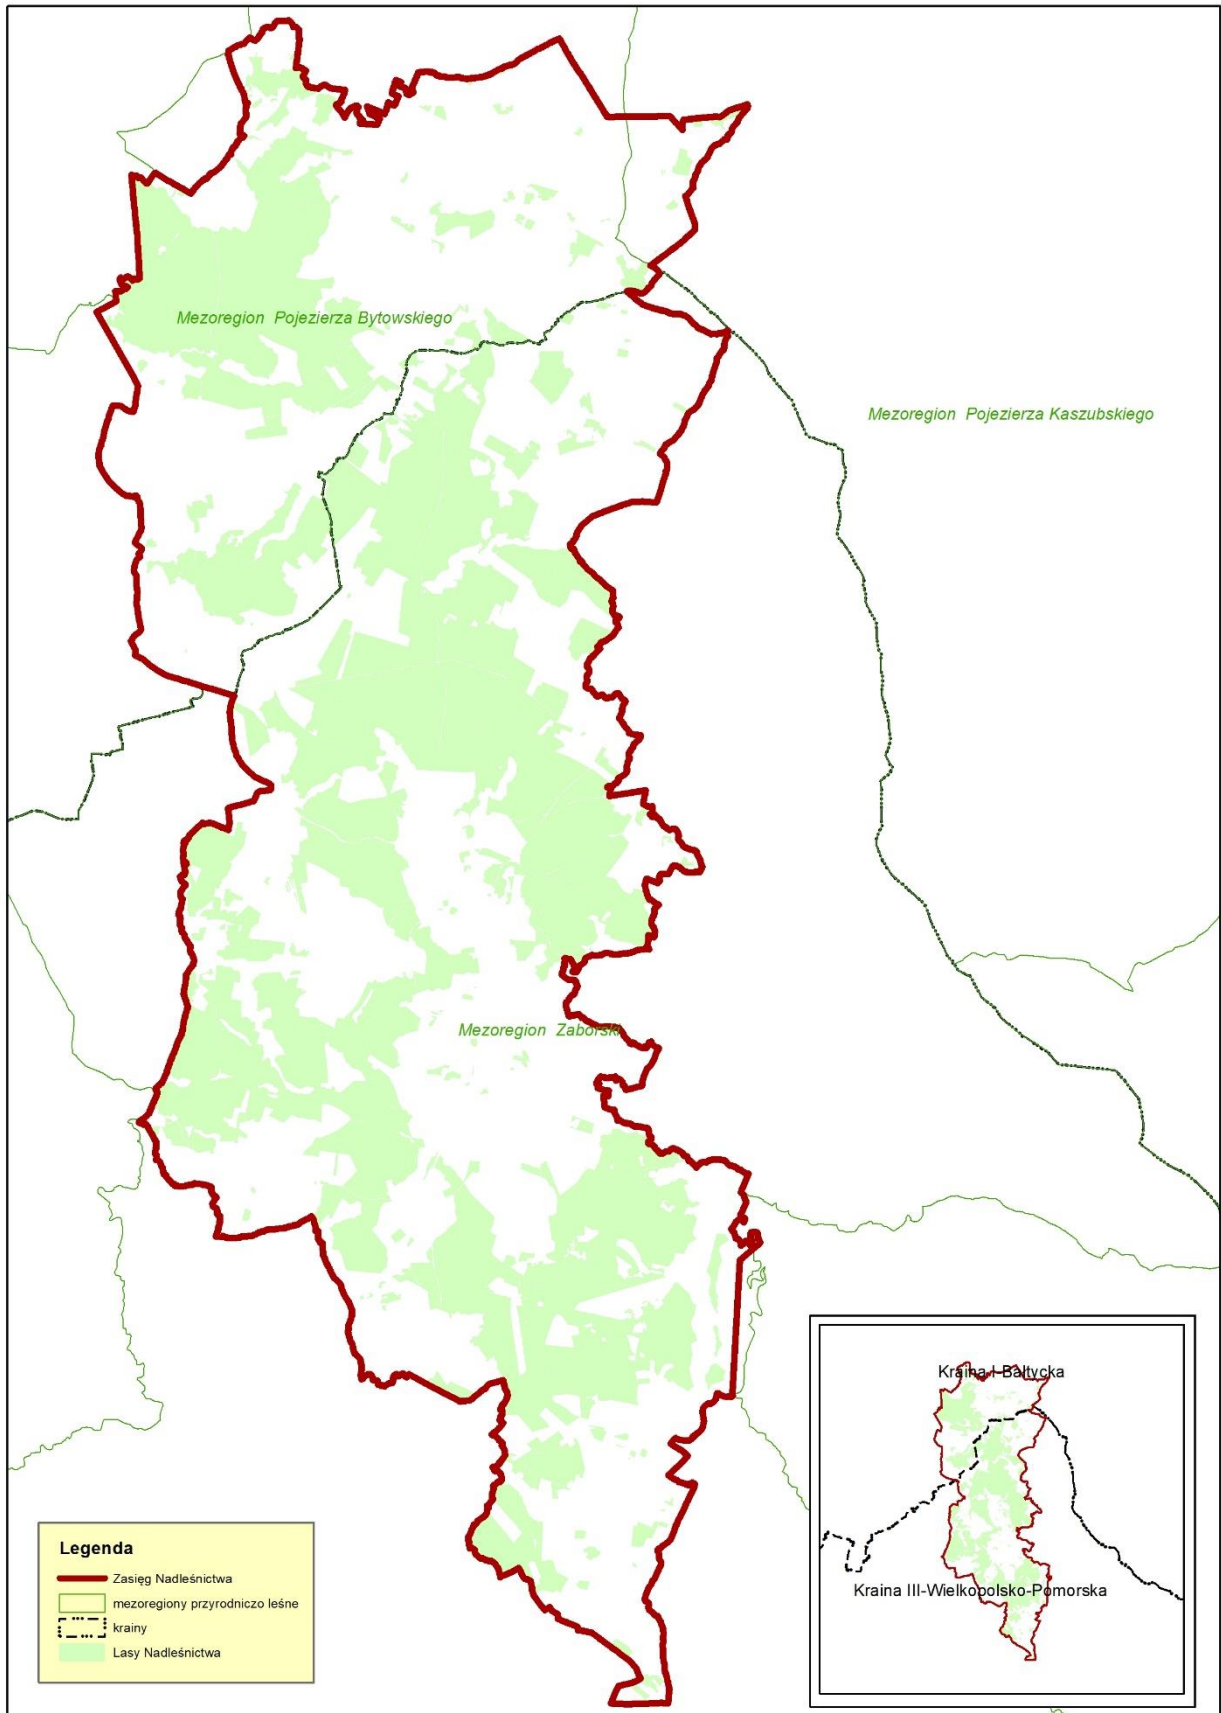 Mezoregion Pojezierza Bytowskiego
Mezoregion Pojezierza Kaszubskiego
Mezoregion Zaborski
Kraina I-Bałtycka
Kraina III-Wielkopolsko-Pomorska
Legenda
Zasięg Nadleśnictwa
mezoregiony przyrodniczo leśne
krainy
Lasy Nadleśnictwa